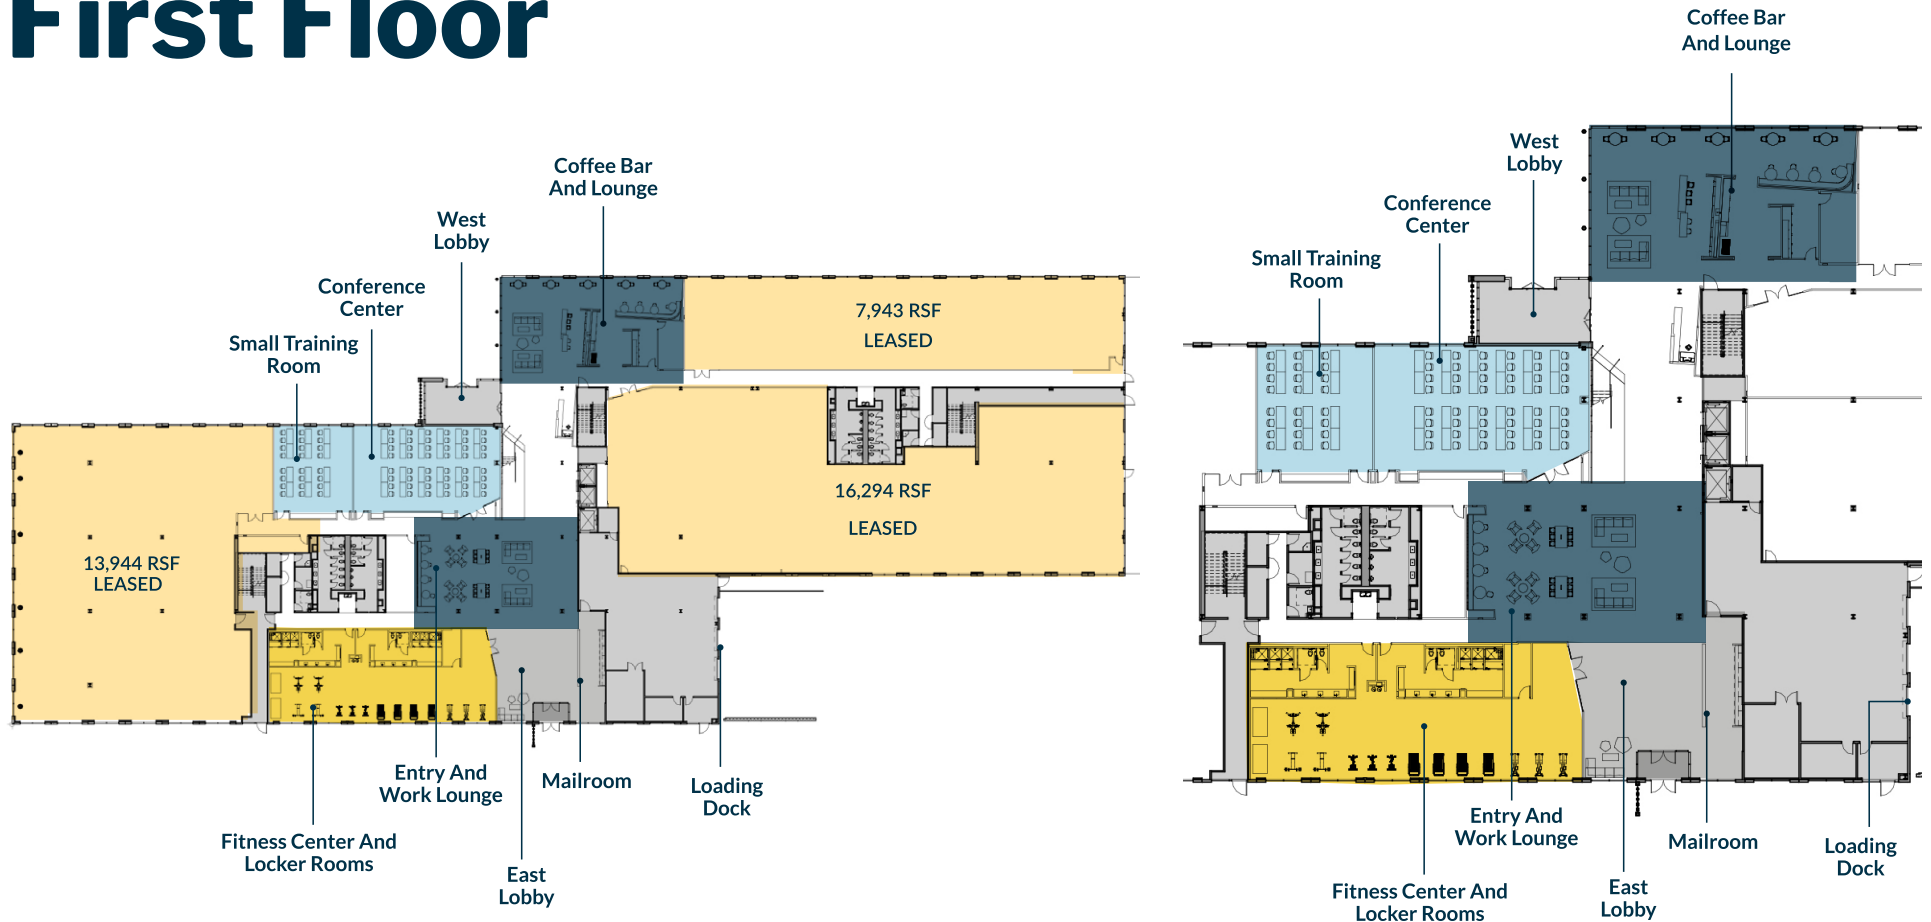 First Floor
Coffee Bar
And Lounge
West
Lobby
Conference
Center
Small Training
Room
7,943 RSF
LEASED
16,294 RSF
LEASED
13,944 RSF
LEASED
Entry And
Work Lounge
Mailroom
Loading
Dock
Fitness Center And
Locker Rooms
East
Lobby
Coffee Bar
And Lounge
West
Lobby
Conference
Center
Small Training
Room
Entry And
Work Lounge
Mailroom
Loading
Dock
Fitness Center And
Locker Rooms
East
Lobby